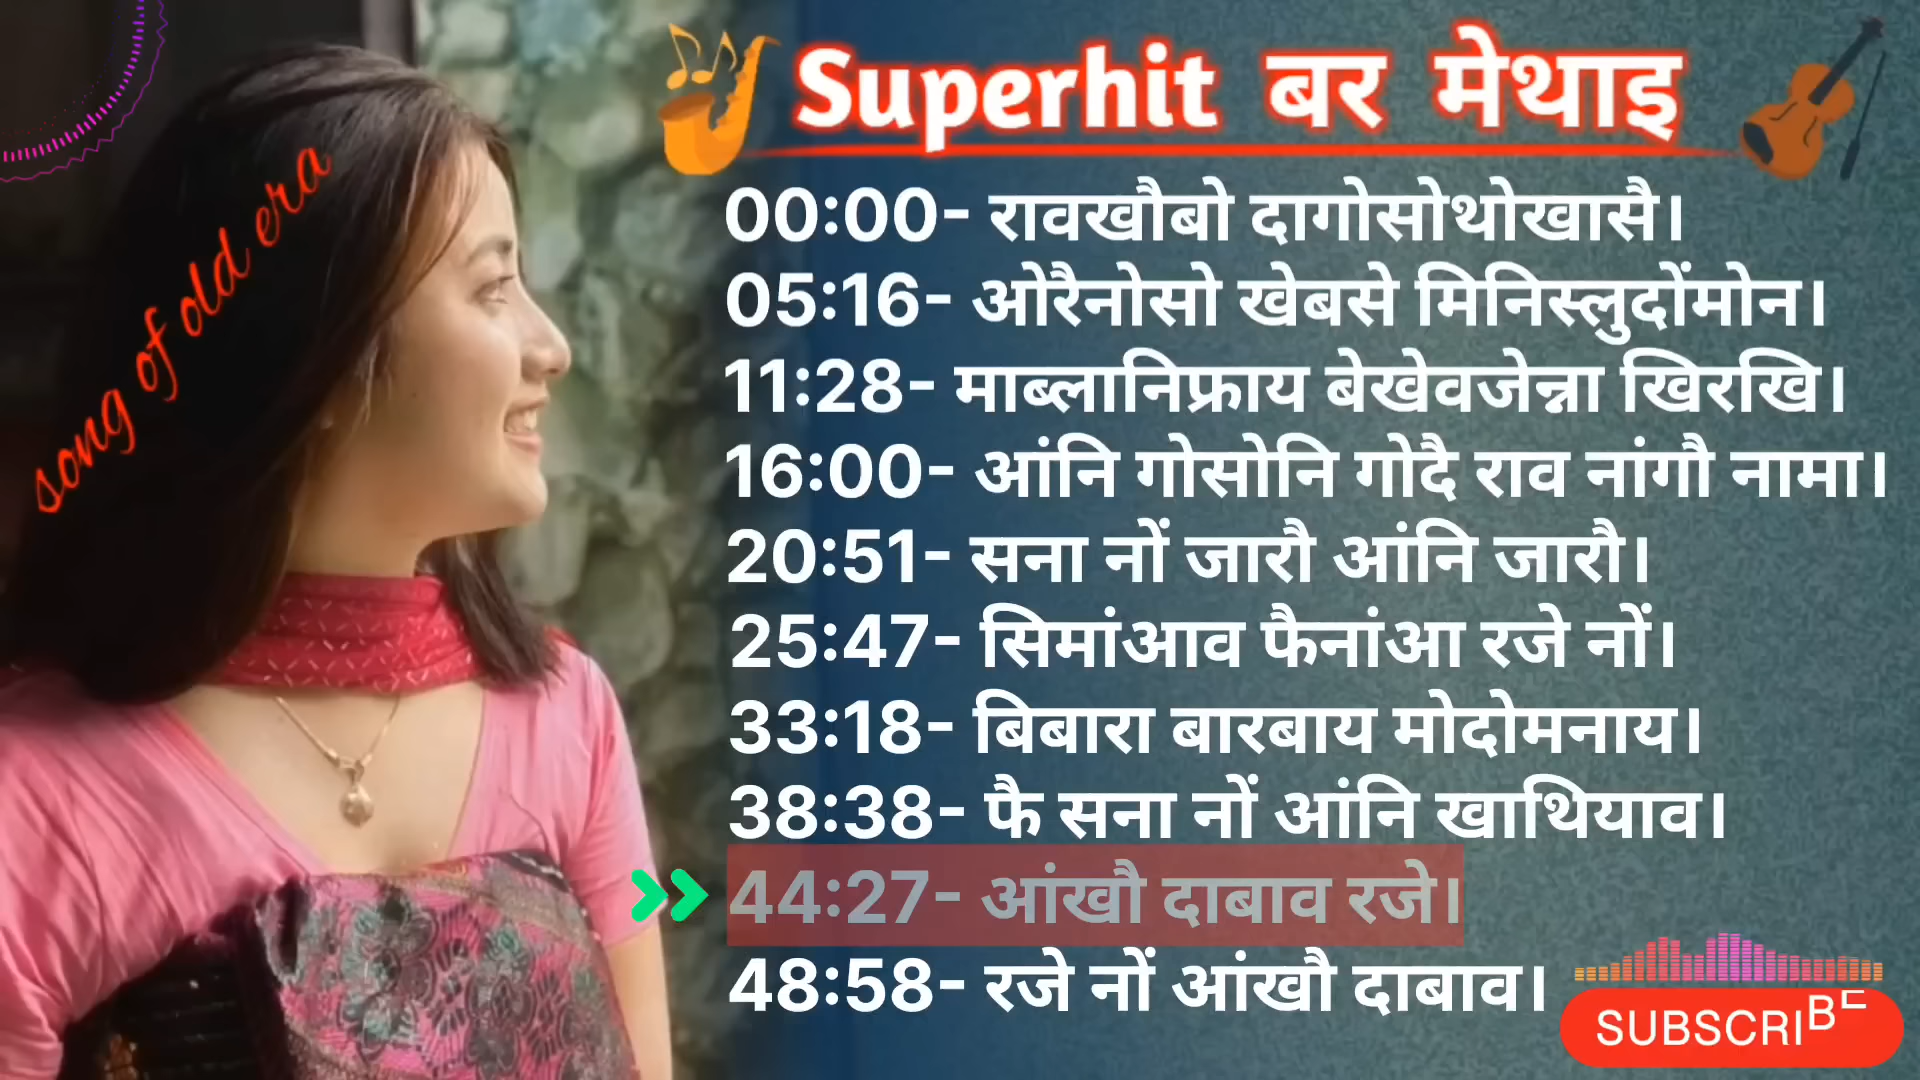 song of old era
Superhit बर मेथाइ
00:00- रावखौबो दागोसोथोखासै।
05:16- ओरैनोसो खेबसे मिनिस्लुदोंमोन।
11:28- माब्लानिफ्राय बेखेवजेन्ना खिरखि।
16:00- आंनि गोसोनि गोदै राव नांगौ नामा।
20:51- सना नों जारौ आंनि जारौ।
25:47- सिमांआव फैनांआ रजे नों।
33:18- बिबारा बारबाय मोदोमनाय।
38:38- फै सना नों आंनि खाथियाव।
44:27- आंखौ दाबाव रजे।
48:58- रजे नों आंखौ दाबाव।
SUBSCRIBE